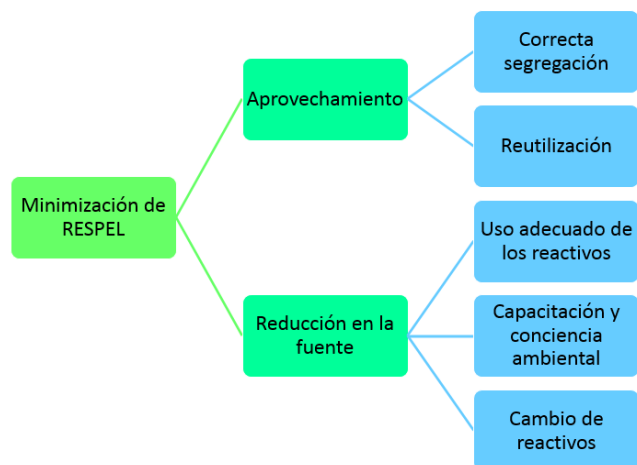 Minimización de
RESPEL
Aprovechamiento
Correcta
segregación
Reutilización
Reducción en la
fuente
Uso adecuado de
los reactivos
Capacitación y
conciencia
ambiental
Cambio de
reactivos